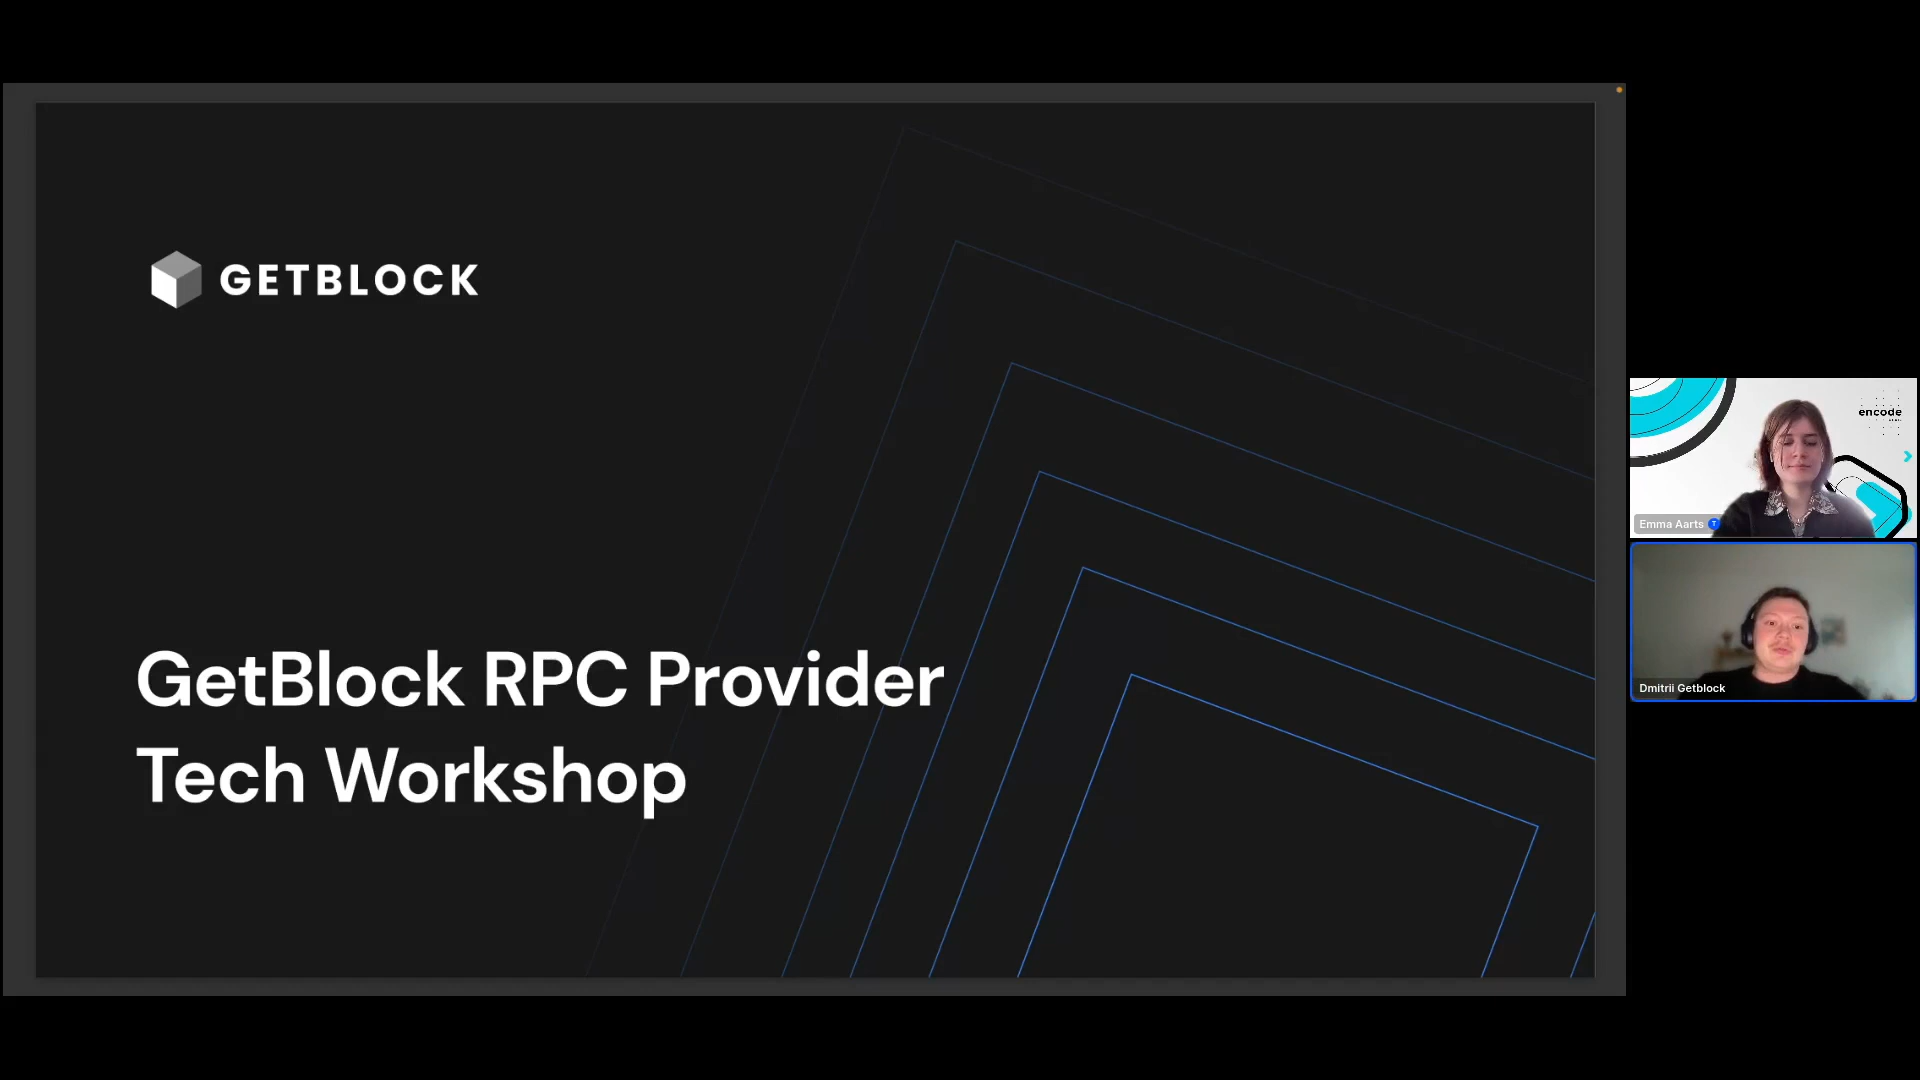 GETBLOCK
GetBlock RPC Provider
Tech Workshop
encode
Emma Aarts
Dmitrii Getblock